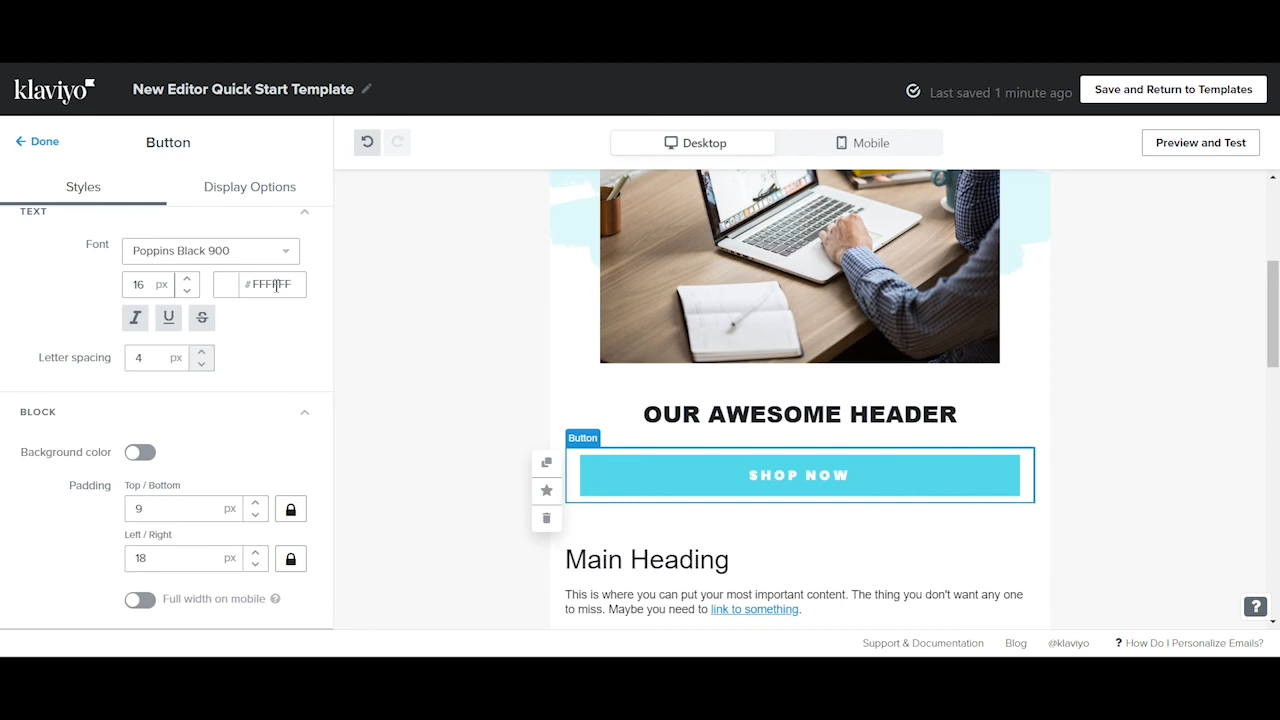 klaviyo
New Editor Quick Start Template
Last saved 1 minute ago
Save and Return to Templates
Done
Button
Desktop
Mobile
Preview and Test
Styles
Display Options
TEXT
Font
Poppins Black 900
16 px
#FFFFFF
I U S
Letter spacing
4 px
BLOCK
Background color
Padding
Top / Bottom
9 px
Left / Right
18 px
Full width on mobile ?
OUR AWESOME HEADER
Button
SHOP NOW
Main Heading
This is where you can put your most important content. The thing you don't want any one
to miss. Maybe you need to link to something.
?
Support & Documentation
Blog
@klaviyo
? How Do I Personalize Emails?